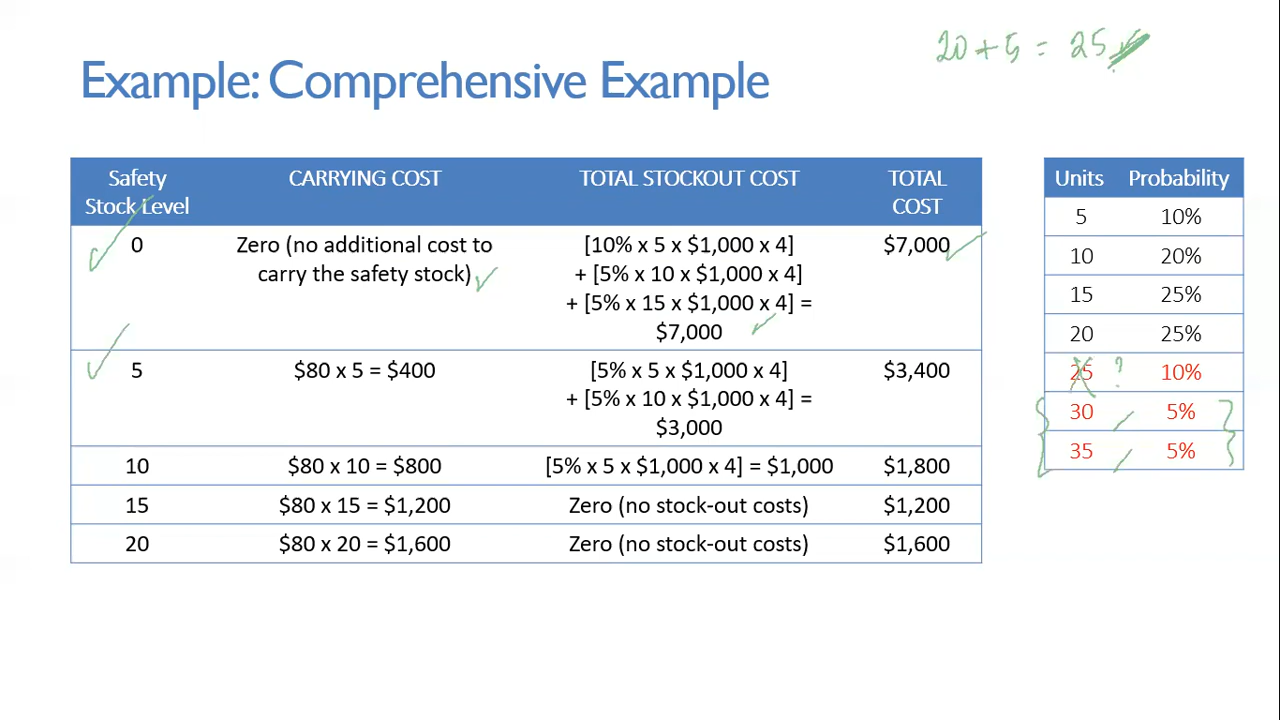 20 + 5 = 25
Example: Comprehensive Example
Safety Stock Level CARRYING COST TOTAL STOCKOUT COST TOTAL COST
0 Zero (no additional cost to carry the safety stock) [10% x 5 x $1,000 x 4] + [5% x 10 x $1,000 x 4] + [5% x 15 x $1,000 x 4] = $7,000 $7,000
5 $80 x 5 = $400 [5% x 5 x $1,000 x 4] + [5% x 10 x $1,000 x 4] = $3,000 $3,400
10 $80 x 10 = $800 [5% x 5 x $1,000 x 4] = $1,000 $1,800
15 $80 x 15 = $1,200 Zero (no stock-out costs) $1,200
20 $80 x 20 = $1,600 Zero (no stock-out costs) $1,600
Units Probability
5 10%
10 20%
15 25%
20 25%
25 ? 10%
30 5%
35 5%